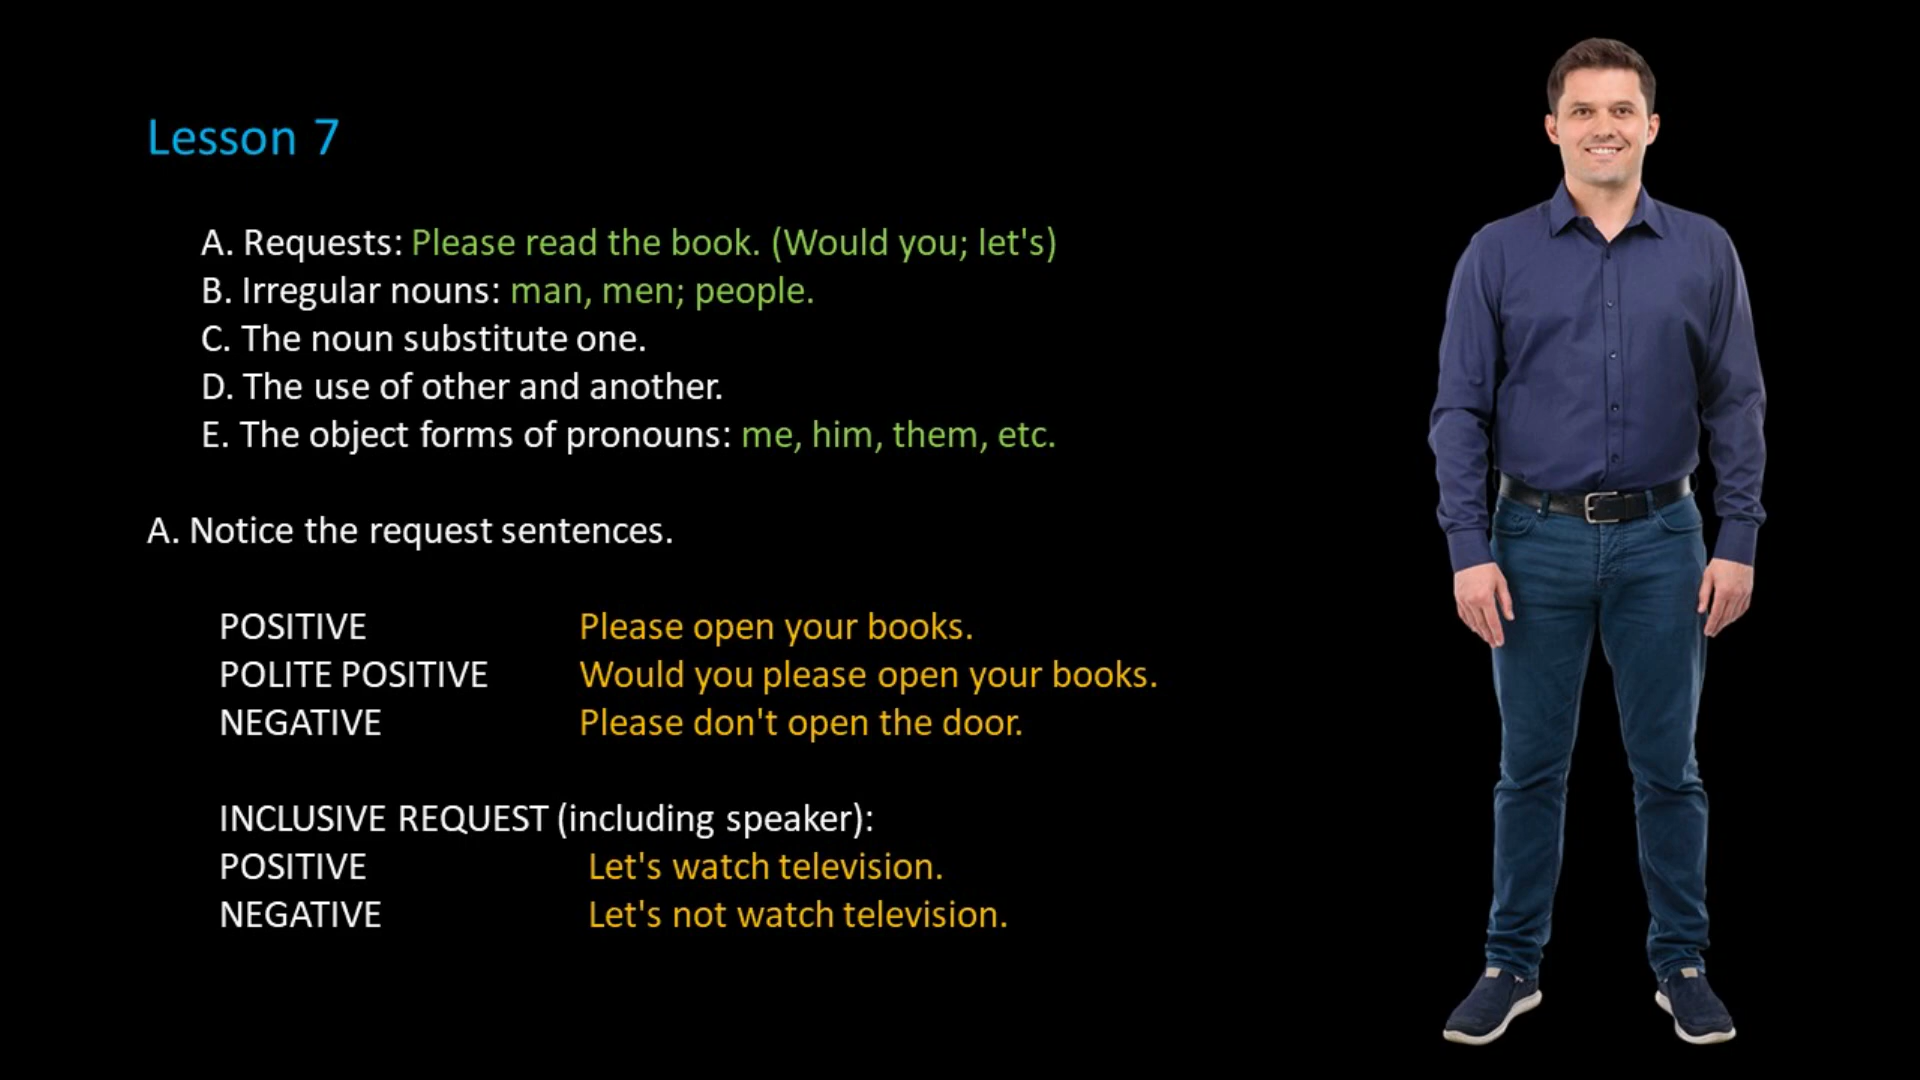 Lesson 7
A. Requests: Please read the book. (Would you; let's)
B. Irregular nouns: man, men; people.
C. The noun substitute one.
D. The use of other and another.
E. The object forms of pronouns: me, him, them, etc.
A. Notice the request sentences.
POSITIVE Please open your books.
POLITE POSITIVE Would you please open your books.
NEGATIVE Please don't open the door.
INCLUSIVE REQUEST (including speaker):
POSITIVE Let's watch television.
NEGATIVE Let's not watch television.